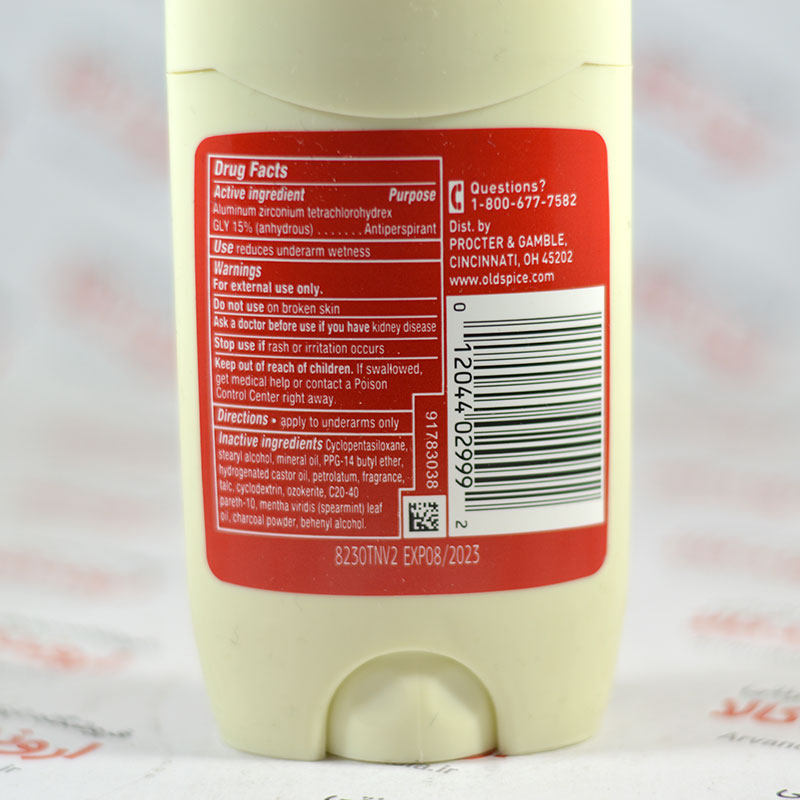 Drug Facts
Active ingredient Purpose
Aluminum zirconium tetrachlorohydrex
GLY 15% (anhydrous) ....... Antiperspirant
Use reduces underarm wetness
Warnings
For external use only.
Do not use on broken skin
Ask a doctor before use if you have kidney disease
Stop use if rash or irritation occurs
Keep out of reach of children. If swallowed,
get medical help or contact a Poison
Control Center right away.
Directions • apply to underarms only
Inactive ingredients Cyclopentasiloxane,
stearyl alcohol, mineral oil, PPG-14 butyl ether,
hydrogenated castor oil, petrolatum, fragrance,
talc, cyclodextrin, ozokerite, C20-40
pareth-10, mentha viridis (spearmint) leaf
oil, charcoal powder, behenyl alcohol.
91783038
Questions?
1-800-677-7582
Dist. by
PROCTER & GAMBLE,
CINCINNATI, OH 45202
www.oldspice.com
0 12044 02999 2
8230TNV2 EXP08/2023